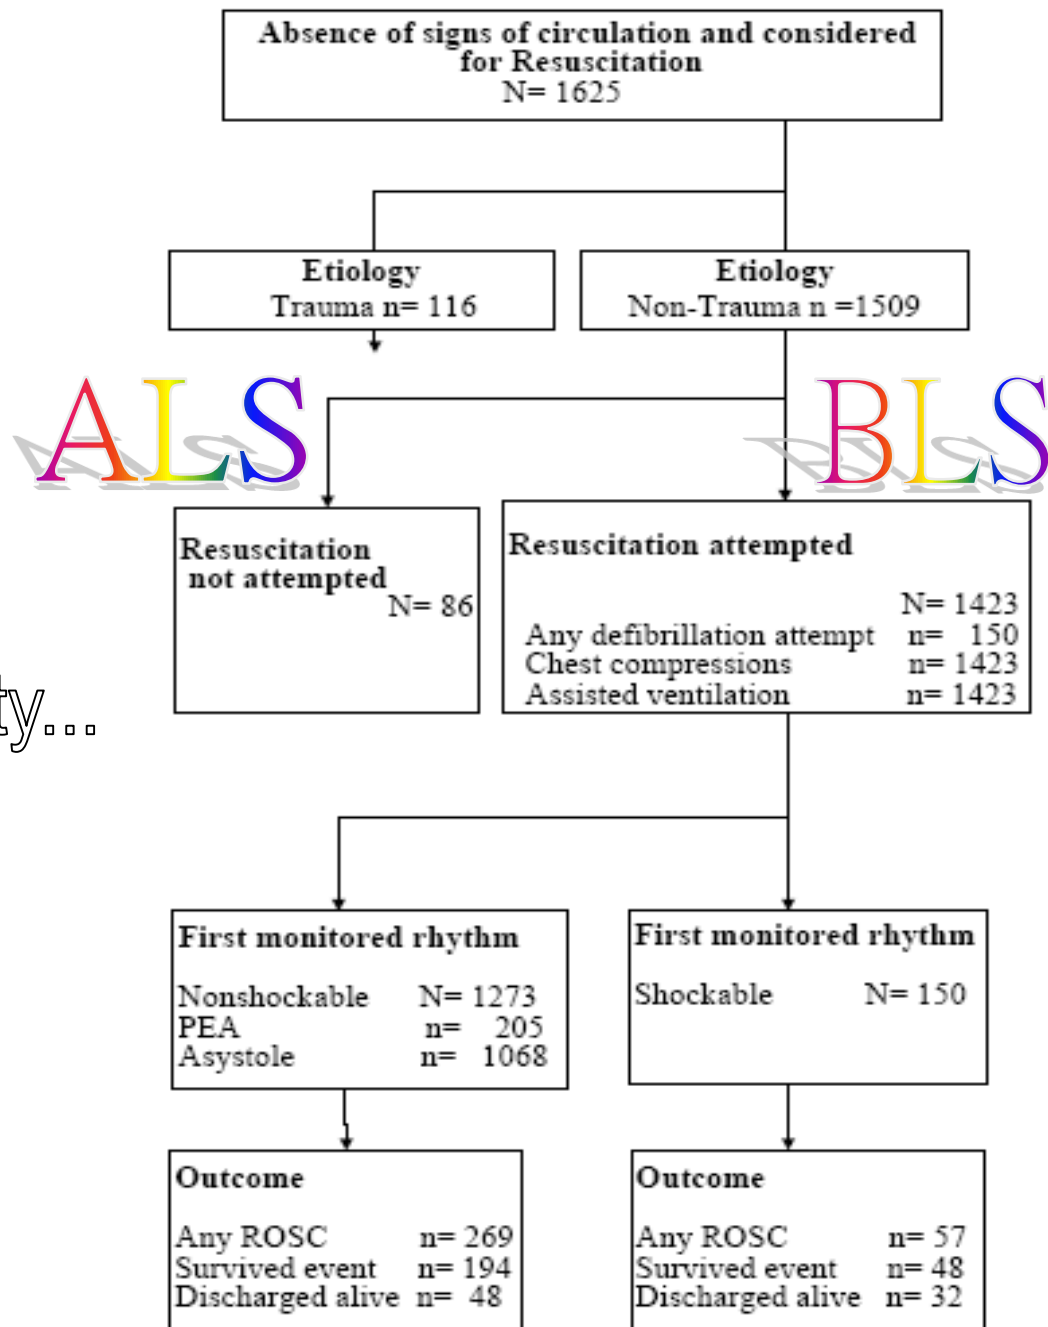 Absence of signs of circulation and considered
for Resuscitation
N= 1625
Etiology
Trauma n= 116
Etiology
Non-Trauma n =1509
ALS
BLS
Resuscitation
not attempted
N= 86
Resuscitation attempted
N= 1423
Any defibrillation attempt n= 150
Chest compressions n= 1423
Assisted ventilation n= 1423
ty...
First monitored rhythm
Nonshockable N= 1273
PEA n= 205
Asystole n= 1068
First monitored rhythm
Shockable N= 150
Outcome
Any ROSC n= 269
Survived event n= 194
Discharged alive n= 48
Outcome
Any ROSC n= 57
Survived event n= 48
Discharged alive n= 32